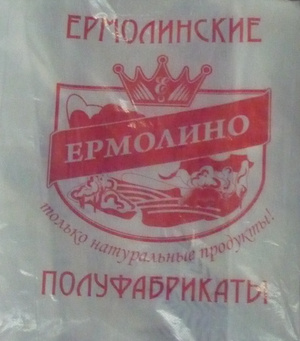 ЕРМОЛИНСКИЕ
ЕРМОЛИНО
только натуральные продукты!
ПОЛУФАБРИКАТЫ